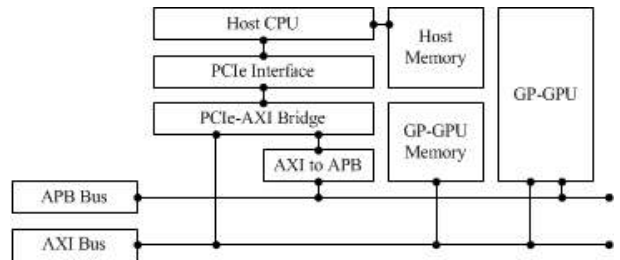 Host CPU
Host
Memory
PCIe Interface
GP-GPU
PCIe-AXI Bridge
GP-GPU
Memory
AXI to APB
APB Bus
AXI Bus